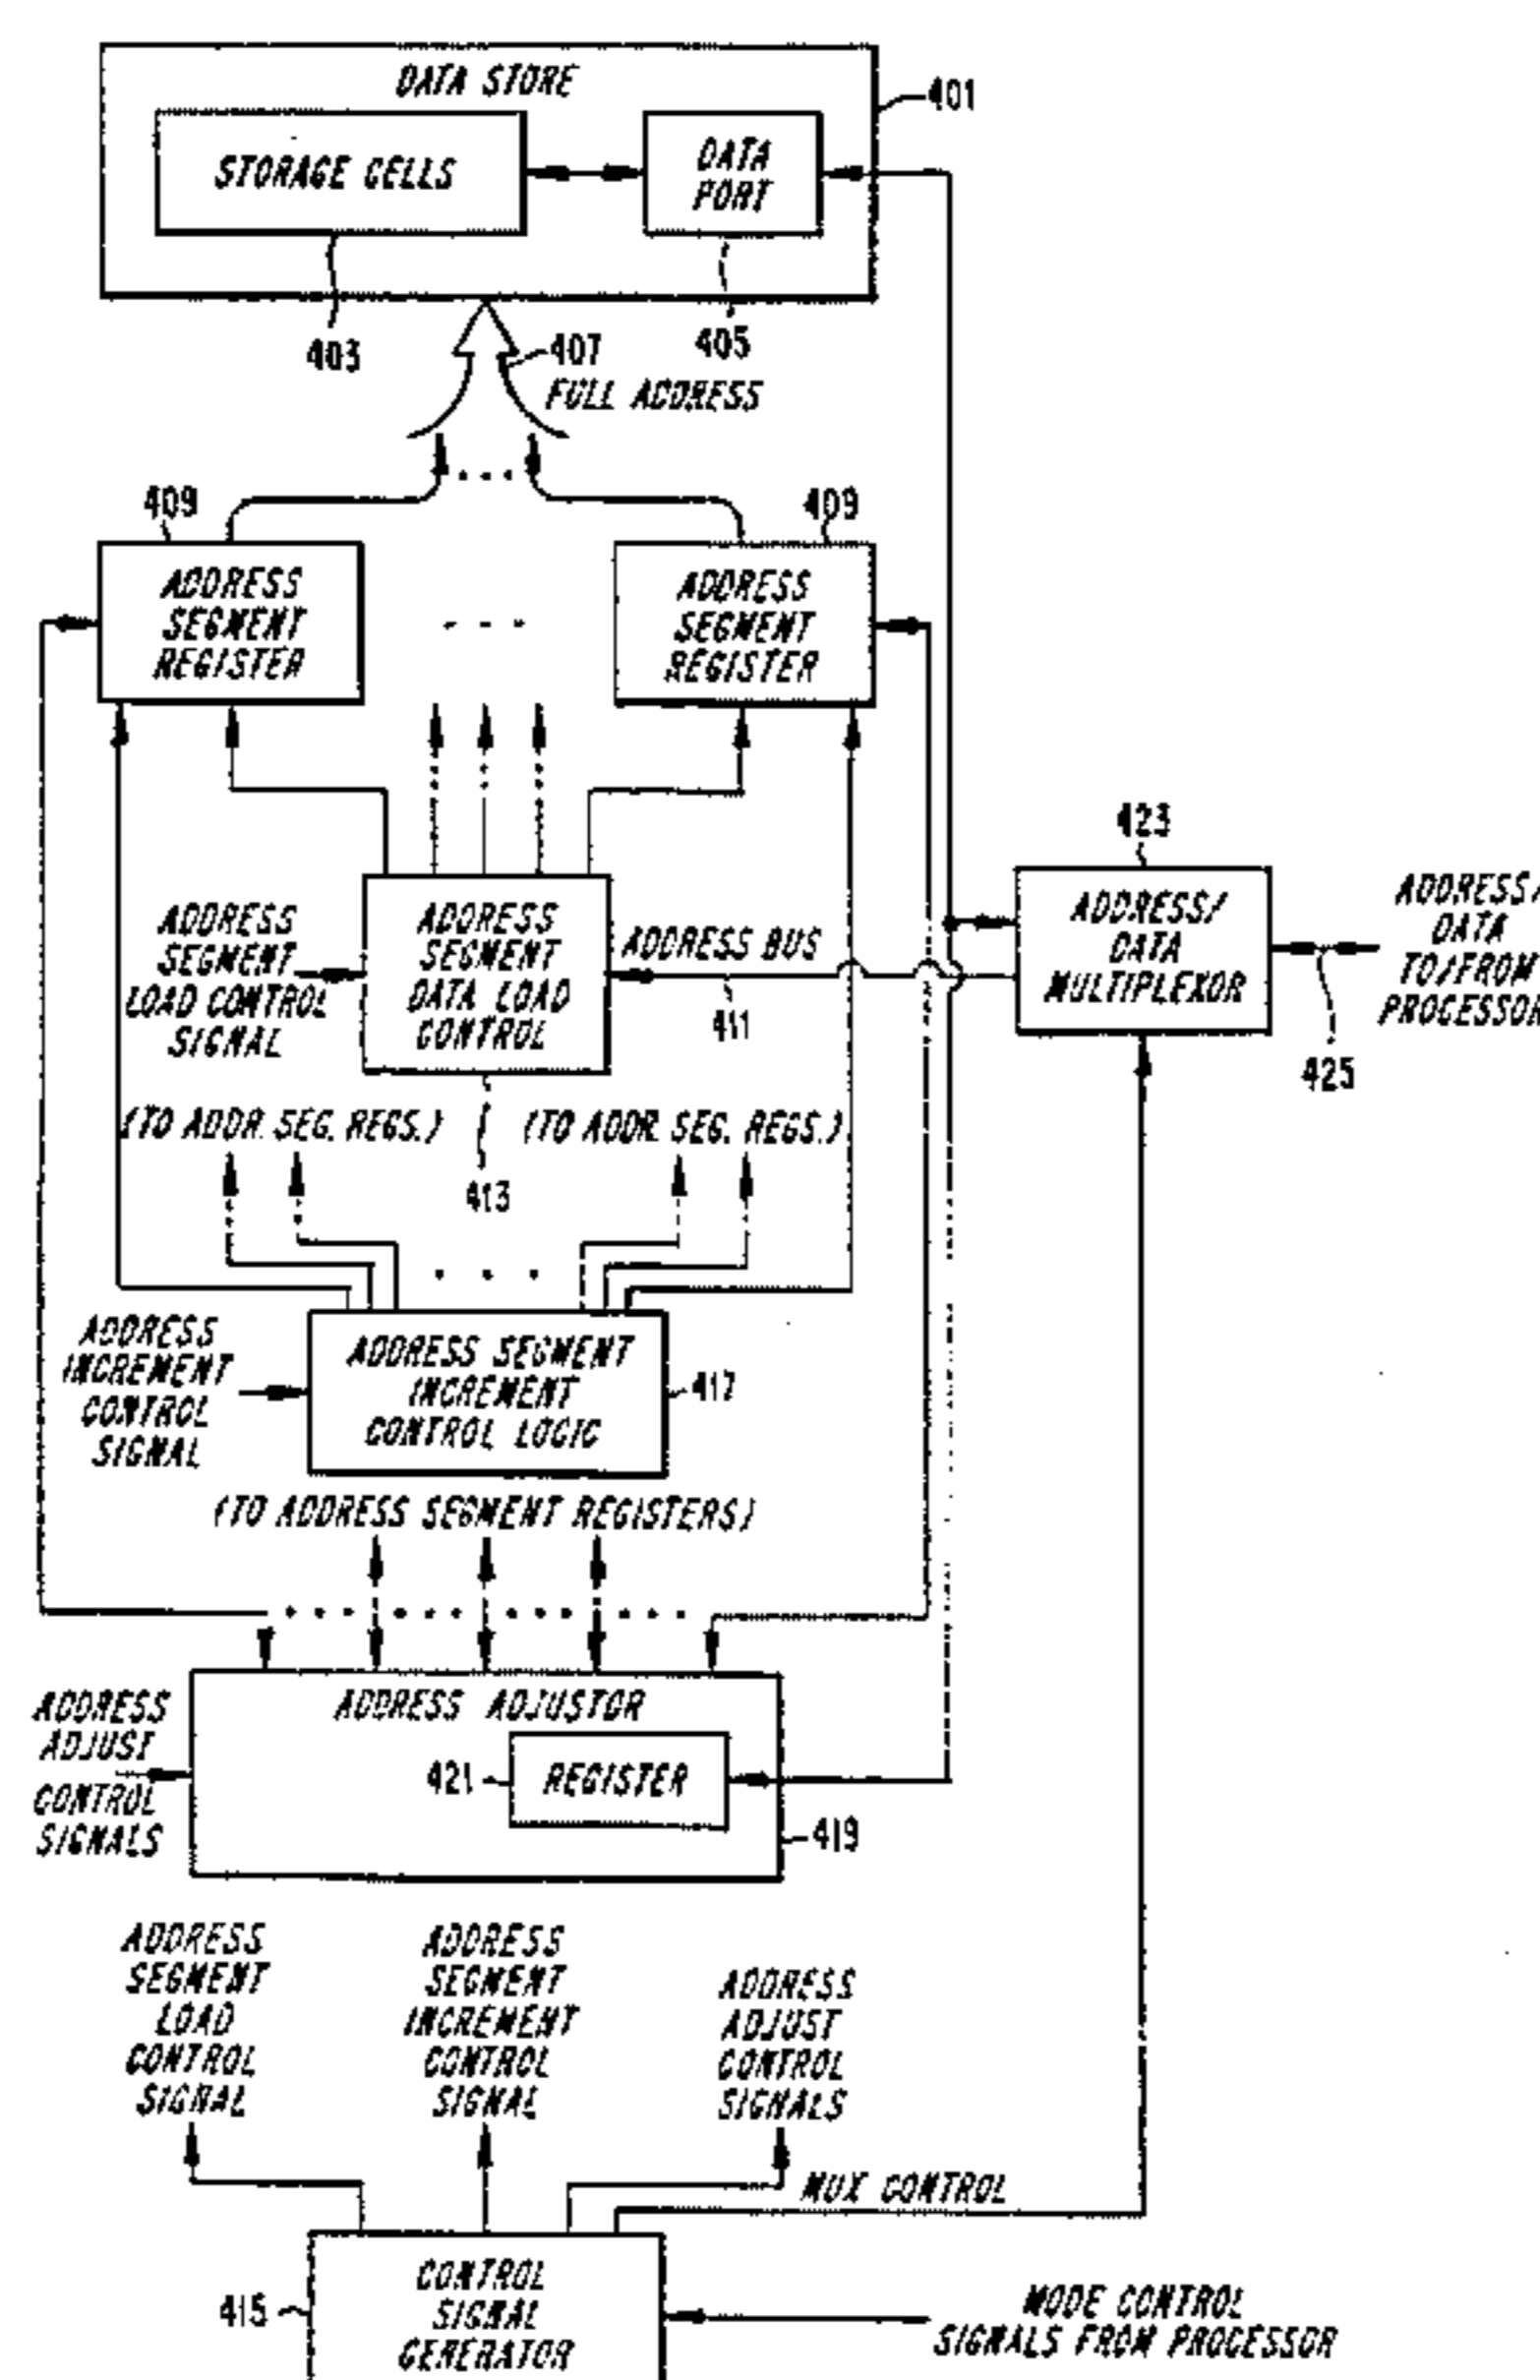 DATA STORE
401
STORAGE CELLS
DATA
PORT
403
405
407
FULL ADDRESS
409
409
ADDRESS
SEGMENT
REGISTER
ADDRESS
SEGMENT
REGISTER
423
ADDRESS/
DATA
MULTIPLEXOR
ADDRESS/
DATA
TO/FROM
PROCESSOR
425
ADDRESS
SEGMENT
LOAD CONTROL
SIGNAL
ADDRESS
SEGMENT
DATA LOAD
CONTROL
ADDRESS BUS
411
(TO ADDR. SEG. REGS.)
(TO ADDR. SEG. REGS.)
413
ADDRESS
INCREMENT
CONTROL
SIGNAL
ADDRESS SEGMENT
INCREMENT
CONTROL LOGIC
417
(TO ADDRESS SEGMENT REGISTERS)
ADDRESS
ADJUST
CONTROL
SIGNALS
ADDRESS ADJUSTOR
421
REGISTER
419
ADDRESS
SEGMENT
LOAD
CONTROL
SIGNAL
ADDRESS
SEGMENT
INCREMENT
CONTROL
SIGNAL
ADDRESS
ADJUST
CONTROL
SIGNALS
MUX CONTROL
415
CONTROL
SIGNAL
GENERATOR
MODE CONTROL
SIGNALS FROM PROCESSOR